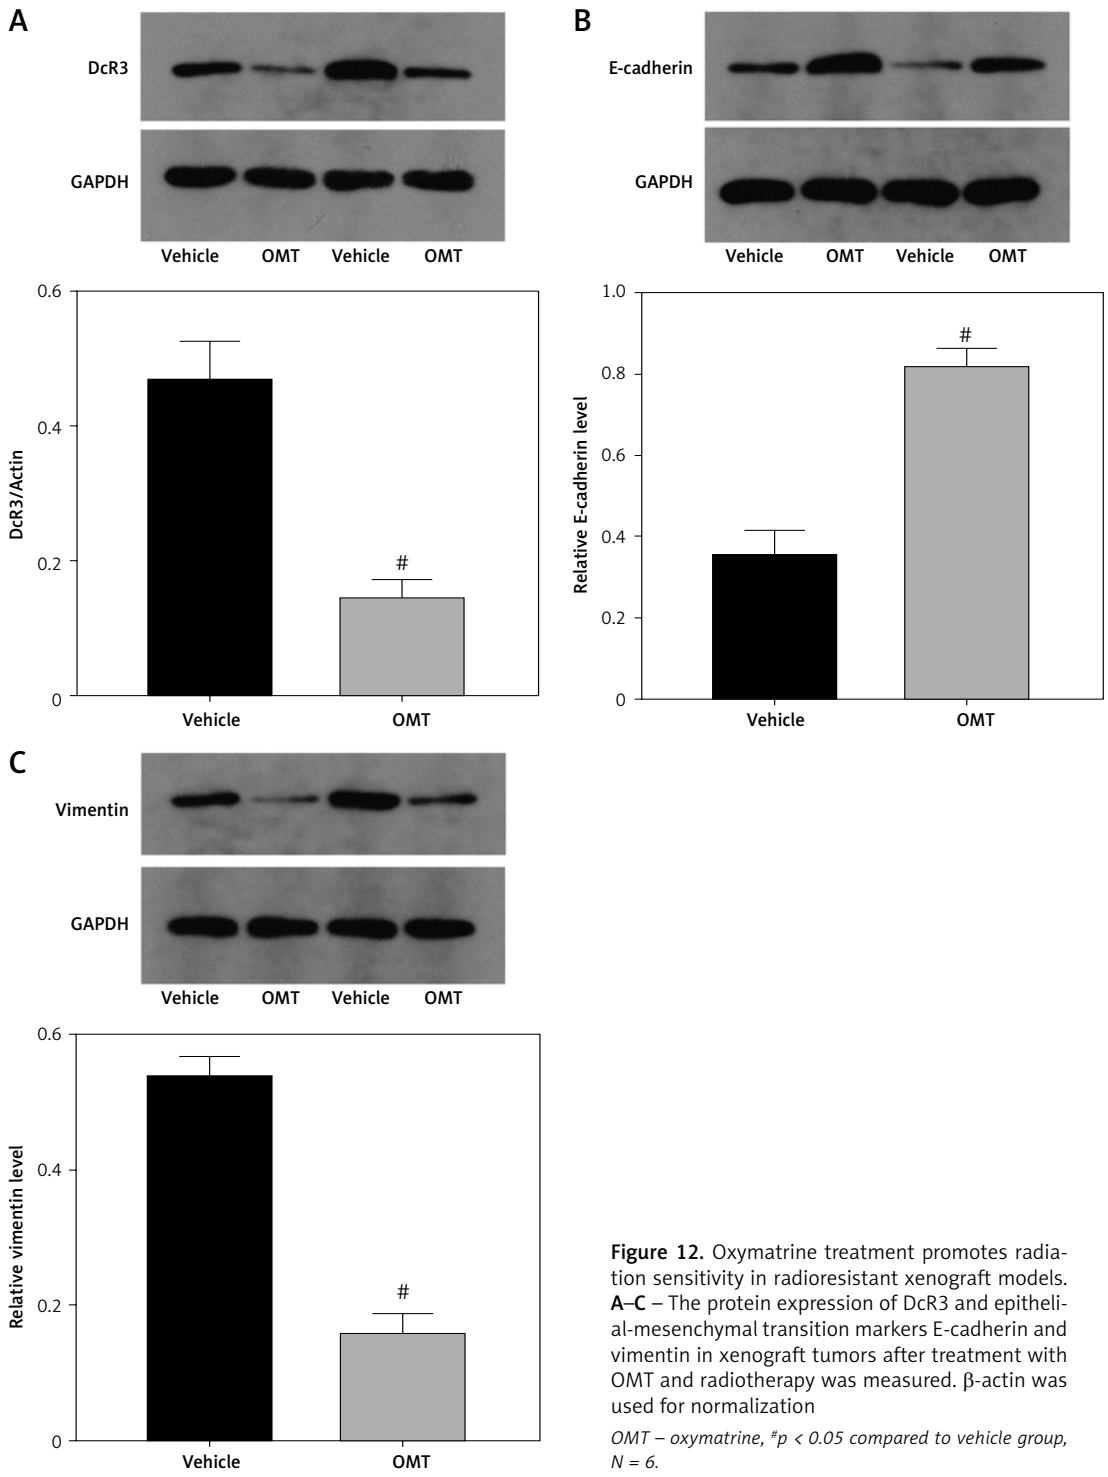 A
DcR3
GAPDH
Vehicle OMT Vehicle OMT
0.6
0.4
0.2
0
DcR3/Actin
#
Vehicle OMT
B
E-cadherin
GAPDH
Vehicle OMT Vehicle OMT
1.0
0.8
0.6
0.4
0.2
0
Relative E-cadherin level
#
Vehicle OMT
C
Vimentin
GAPDH
Vehicle OMT Vehicle OMT
0.6
0.4
0.2
0
Relative vimentin level
#
Vehicle OMT
Figure 12. Oxymatrine treatment promotes radia-
tion sensitivity in radioresistant xenograft models.
A–C – The protein expression of DcR3 and epitheli-
al-mesenchymal transition markers E-cadherin and
vimentin in xenograft tumors after treatment with
OMT and radiotherapy was measured. β-actin was
used for normalization
OMT – oxymatrine, #p < 0.05 compared to vehicle group,
N = 6.